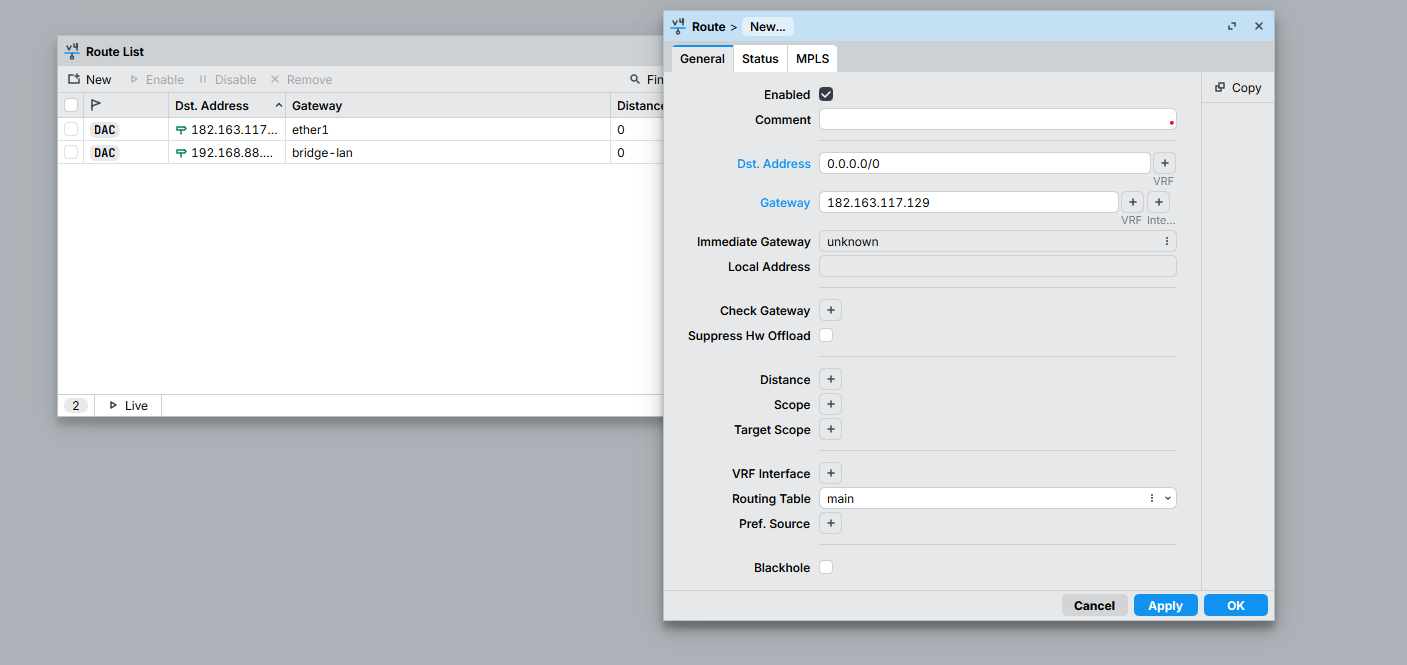 v4 Route List
New Enable Disable Remove Fin
Dst. Address Gateway Distance
DAC 182.163.117... ether1 0
DAC 192.168.88.... bridge-lan 0
2 Live
v4 Route > New...
General Status MPLS
Copy
Enabled
Comment
Dst. Address 0.0.0.0/0 +
VRF
Gateway 182.163.117.129 + +
VRF Inte...
Immediate Gateway unknown
Local Address
Check Gateway +
Suppress Hw Offload
Distance +
Scope +
Target Scope +
VRF Interface +
Routing Table main
Pref. Source +
Blackhole
Cancel Apply OK